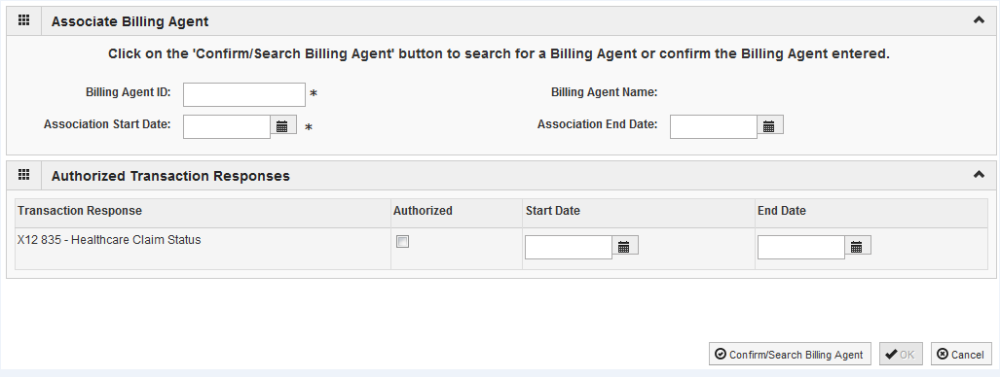 Associate Billing Agent
Click on the 'Confirm/Search Billing Agent' button to search for a Billing Agent or confirm the Billing Agent entered.
Billing Agent ID: * Billing Agent Name:
Association Start Date: * Association End Date:
Authorized Transaction Responses
Transaction Response Authorized Start Date End Date
X12 835 - Healthcare Claim Status
Confirm/Search Billing Agent OK Cancel